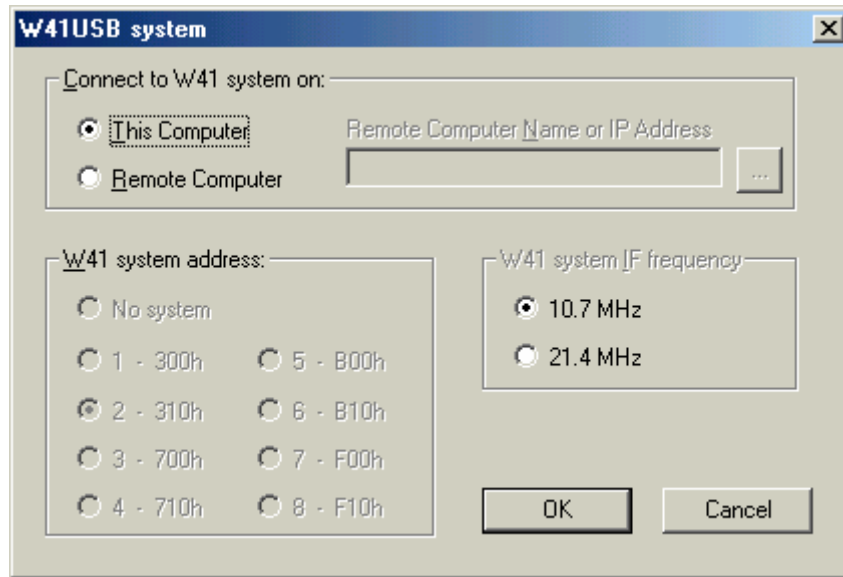 W41USB system
Connect to W41 system on:
This Computer
Remote Computer Name or IP Address
Remote Computer
...
W41 system address:
No system
1 - 300h
5 - B00h
2 - 310h
6 - B10h
3 - 700h
7 - F00h
4 - 710h
8 - F10h
W41 system IF frequency
10.7 MHz
21.4 MHz
OK
Cancel